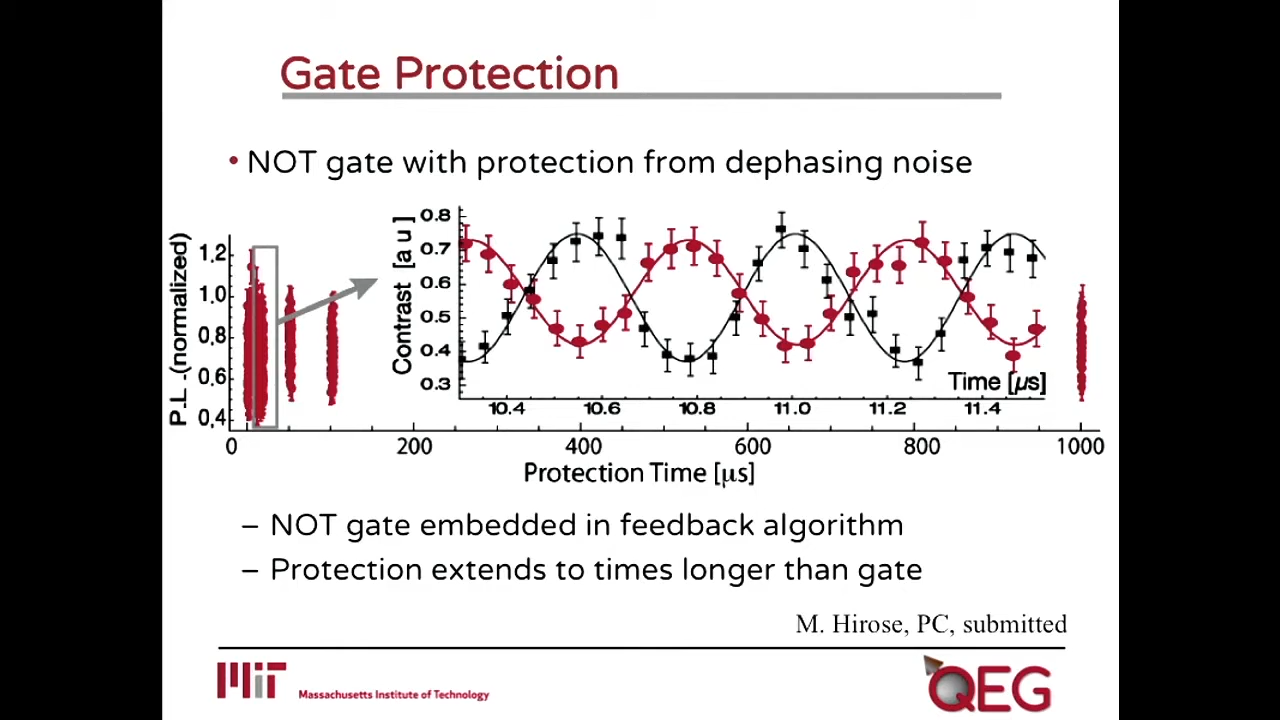 Gate Protection
• NOT gate with protection from dephasing noise
P.L .(normalized)
1.2
1.0
0.8
0.6
0,4
0
200
400
600
800
1000
Protection Time [μs]
Contrast [a u ]
0.8
0.7
0.6
0.5
0.4
0.3
10.4
10.6
10.8
11.0
11.2
11.4
Time [μs]
– NOT gate embedded in feedback algorithm
– Protection extends to times longer than gate
M. Hirose, PC, submitted
MIT
Massachusetts Institute of Technology
QEG